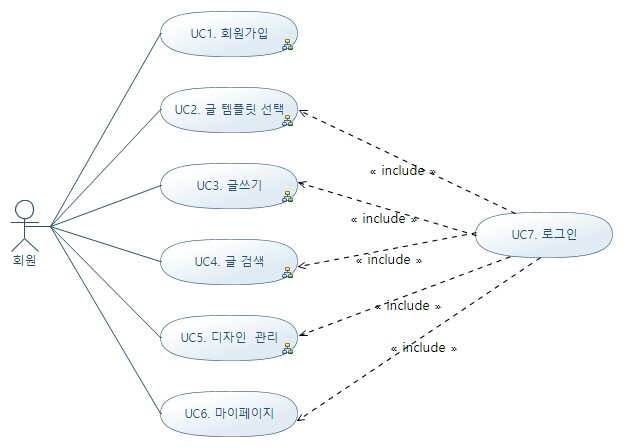 UC1. 회원가입
UC2. 글 템플릿 선택
« include »
UC3. 글쓰기
« include »
회원
UC7. 로그인
UC4. 글 검색
« include »
« include »
UC5. 디자인 관리
« include »
UC6. 마이페이지